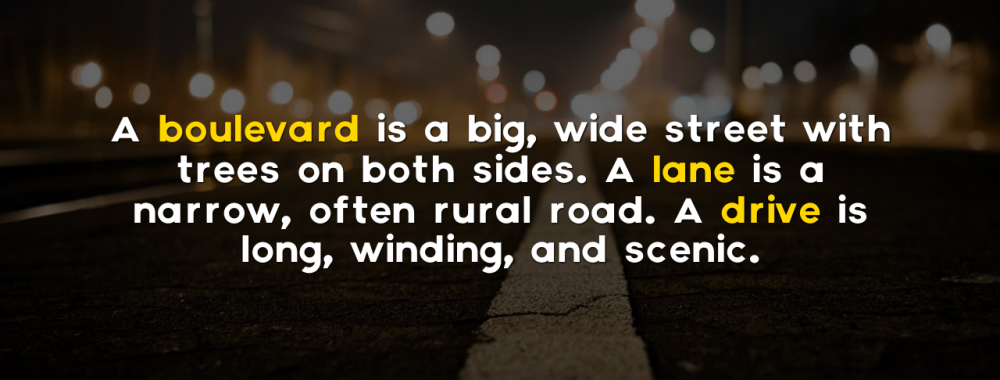 A boulevard is a big, wide street with
trees on both sides. A lane is a
narrow, often rural road. A drive is
long, winding, and scenic.